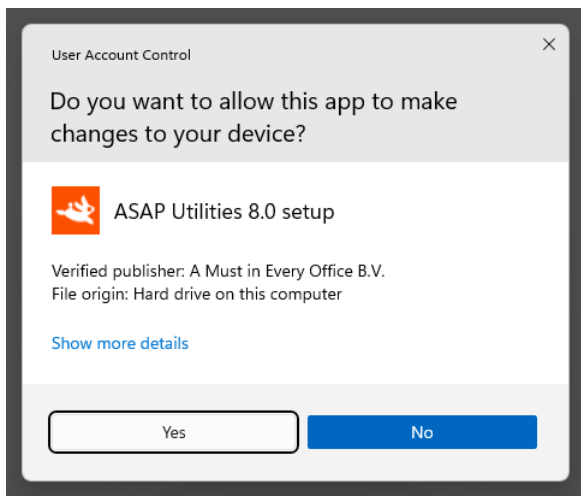 User Account Control
Do you want to allow this app to make
changes to your device?
ASAP Utilities 8.0 setup
Verified publisher: A Must in Every Office B.V.
File origin: Hard drive on this computer
Show more details
Yes
No